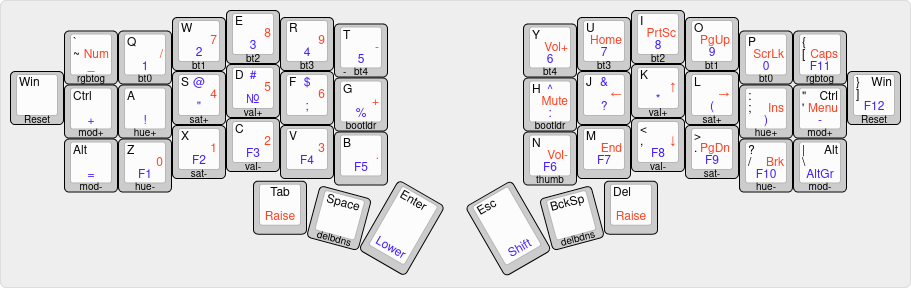 Win
Reset
`
~ Num
_
rgbtog
Q /
1
bt0
W 7
2
bt1
E 8
3
bt2
R 9
4
bt3
T -
5
- bt4
Ctrl
+
mod+
A
!
hue+
S @ 4
"
sat+
D # 5
№
val+
F $ 6
;
G +
%
bootldr
Alt
=
mod-
Z 0
F1
hue-
X 1
F2
sat-
C 2
F3
val-
V 3
F4
B .
F5
Tab
Raise
Space
delbdns
Enter
Lower
Y Vol+
6
bt4
U Home
7
bt3
I PrtSc
8
bt2
O PgUp
9
bt1
P ScrLk
0
bt0
{
[ Caps
F11
rgbtog
} Win
]
F12
Reset
H ^
Mute
:
bootldr
J & ←
?
K ↑
*
val+
L →
(
sat+
:
; Ins
)
hue+
" Ctrl
' Menu
-
mod+
N Vol-
F6
thumb
M End
F7
<
, ↓
F8
val-
>
. PgDn
F9
sat-
?
/ Brk
F10
hue-
| Alt
\
AltGr
mod-
Esc
Shift
BckSp
delbdns
Del
Raise